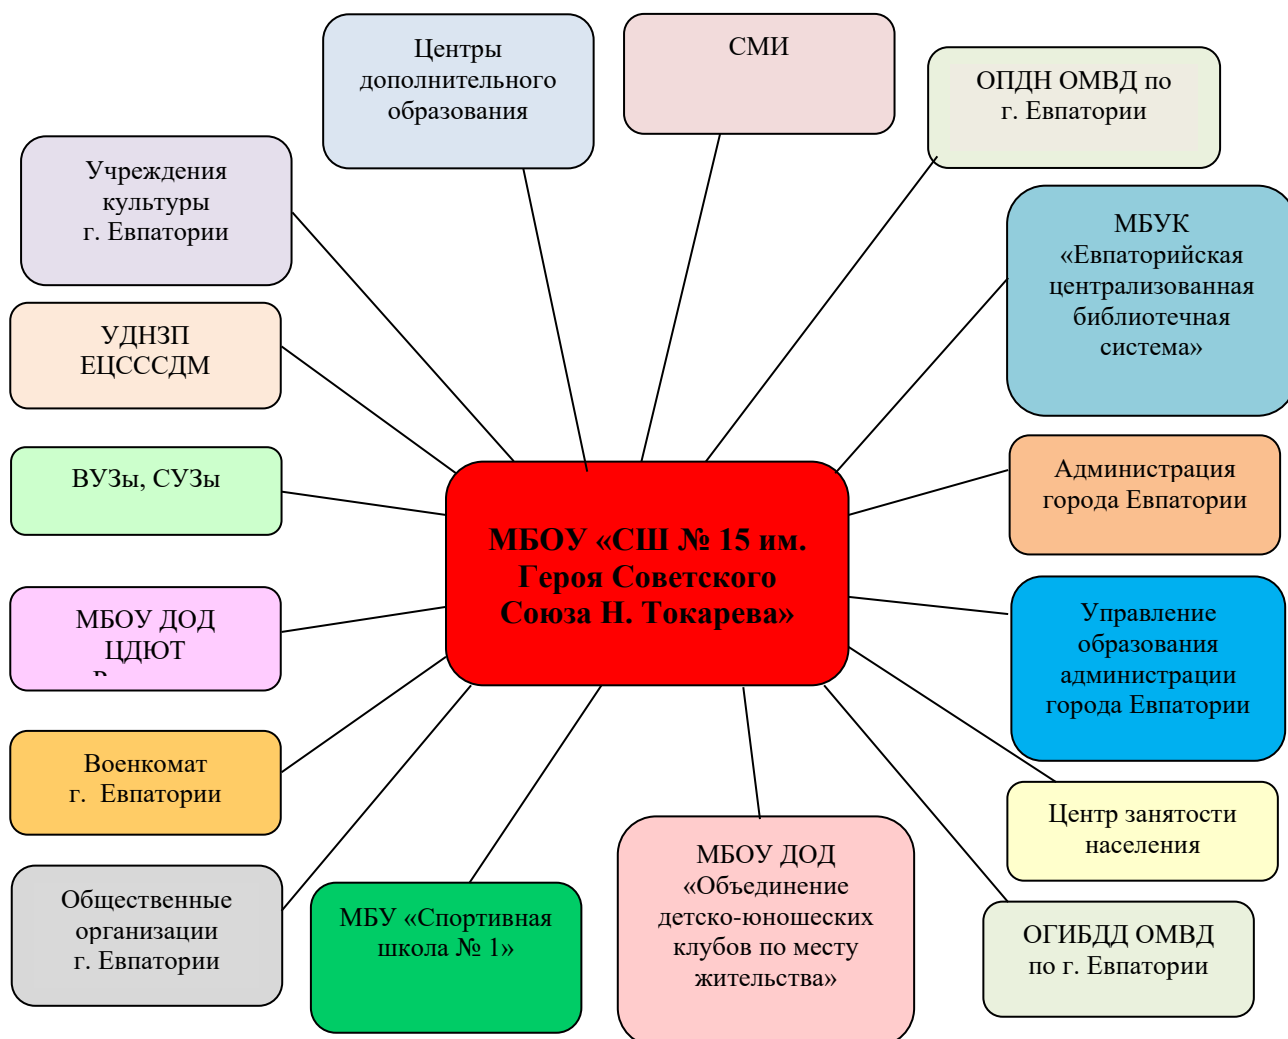 Центры
дополнительного
образования
СМИ
ОПДН ОМВД по
г. Евпатории
Учреждения
культуры
г. Евпатории
МБУК
«Евпаторийская
централизованная
библиотечная
система»
УДНЗП
ЕЦСССДМ
ВУЗы, СУЗы
Администрация
города Евпатории
МБОУ «СШ № 15 им.
Героя Советского
Союза Н. Токарева»
МБОУ ДОД
ЦДЮТ
Управление
образования
администрации
города Евпатории
Военкомат
г. Евпатории
Центр занятости
населения
Общественные
организации
г. Евпатории
МБУ «Спортивная
школа № 1»
МБОУ ДОД
«Объединение
детско-юношеских
клубов по месту
жительства»
ОГИБДД ОМВД
по г. Евпатории